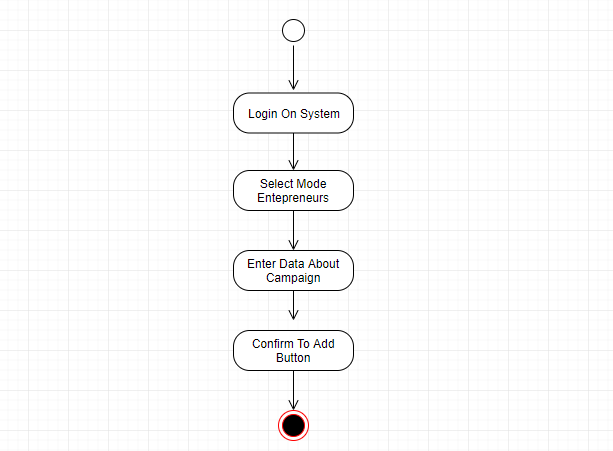 Login On System
Select Mode
Entepreneurs
Enter Data About
Campaign
Confirm To Add
Button